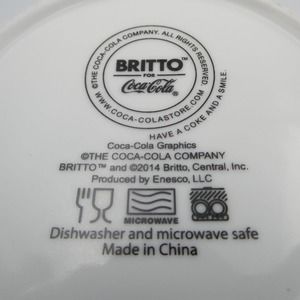 ©THE COCA-COLA COMPANY. ALL RIGHTS RESERVED.
BRITTO™
FOR
Coca-Cola®
WWW.COCA-COLASTORE.COM
HAVE A COKE AND A SMILE.
Coca-Cola Graphics
©THE COCA-COLA COMPANY
BRITTO™ and ©2014 Britto, Central, Inc.
Produced by Enesco, LLC
MICROWAVE
Dishwasher and microwave safe
Made in China